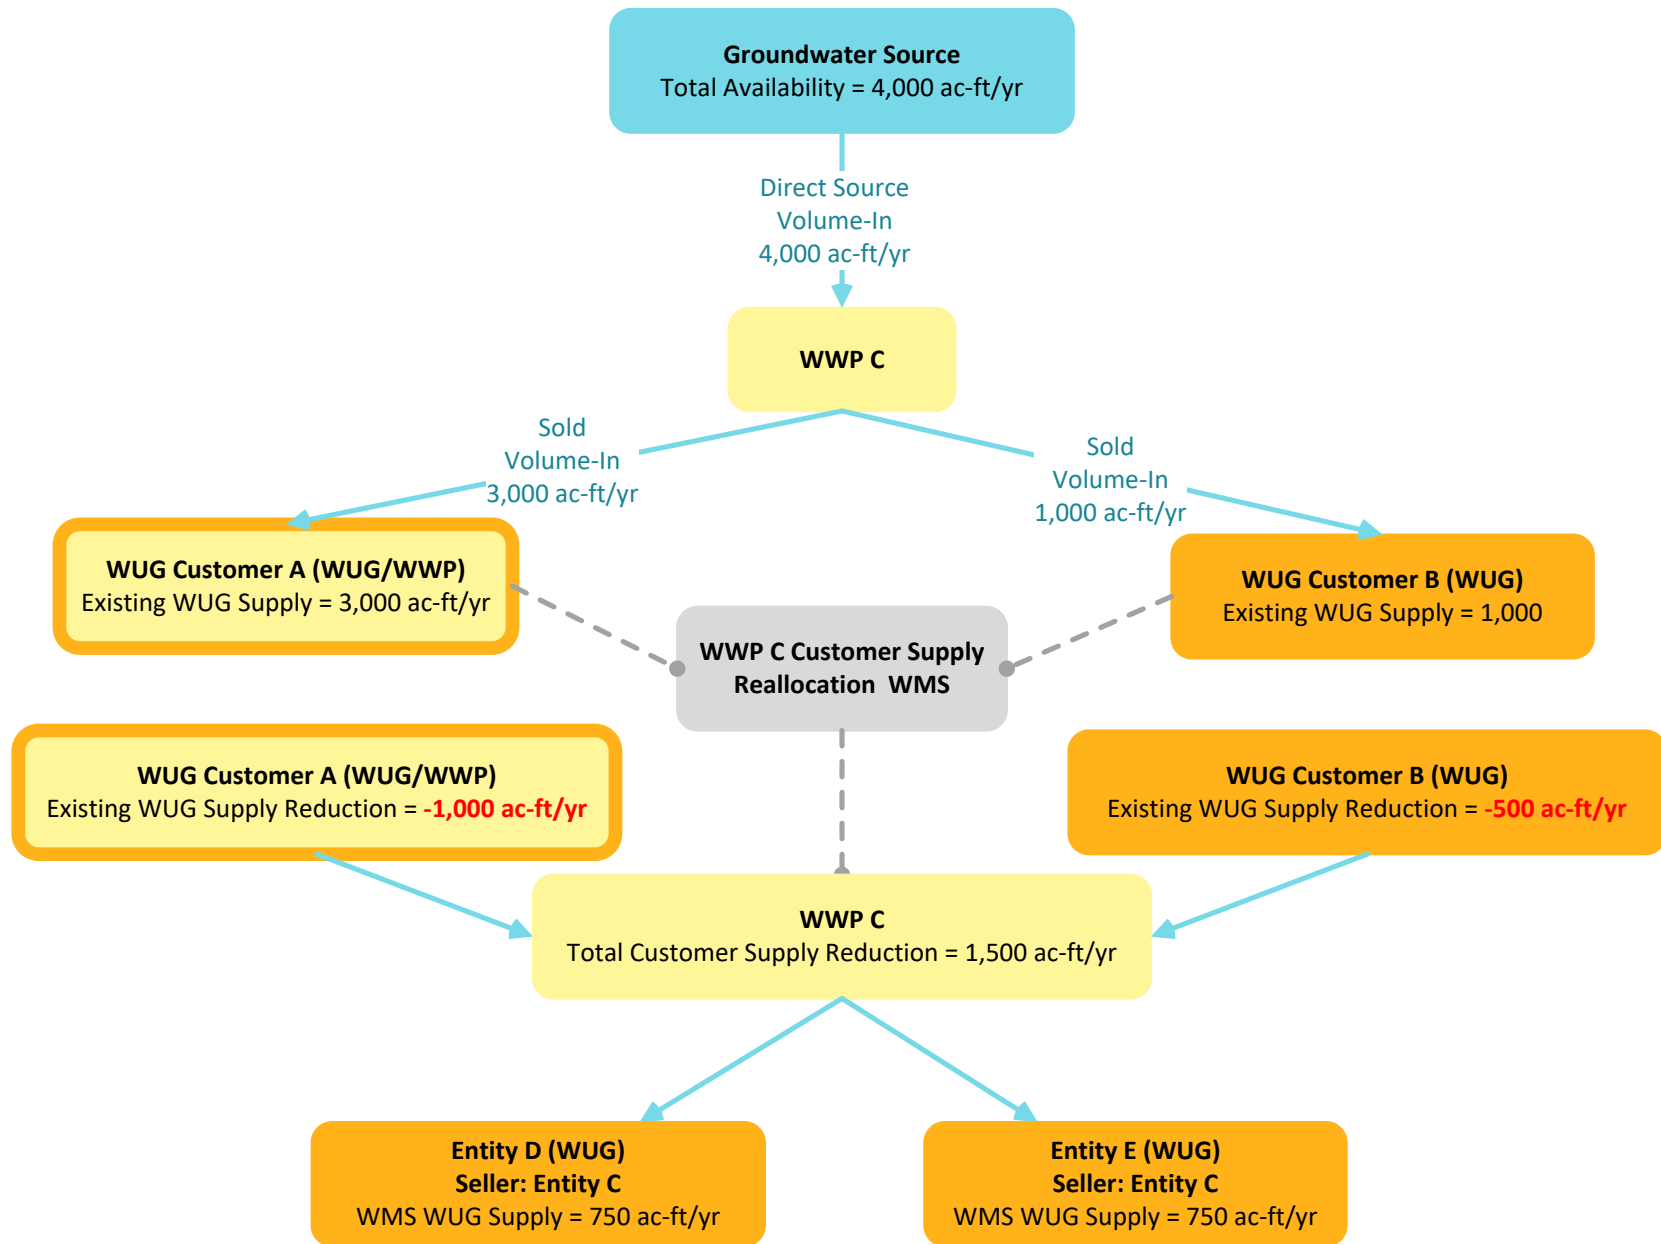 Groundwater Source
Total Availability = 4,000 ac-ft/yr
Direct Source
Volume-In
4,000 ac-ft/yr
WWP C
Sold
Volume-In
3,000 ac-ft/yr
Sold
Volume-In
1,000 ac-ft/yr
WUG Customer A (WUG/WWP)
Existing WUG Supply = 3,000 ac-ft/yr
WUG Customer B (WUG)
Existing WUG Supply = 1,000
WWP C Customer Supply
Reallocation WMS
WUG Customer A (WUG/WWP)
Existing WUG Supply Reduction = -1,000 ac-ft/yr
WUG Customer B (WUG)
Existing WUG Supply Reduction = -500 ac-ft/yr
WWP C
Total Customer Supply Reduction = 1,500 ac-ft/yr
Entity D (WUG)
Seller: Entity C
WMS WUG Supply = 750 ac-ft/yr
Entity E (WUG)
Seller: Entity C
WMS WUG Supply = 750 ac-ft/yr